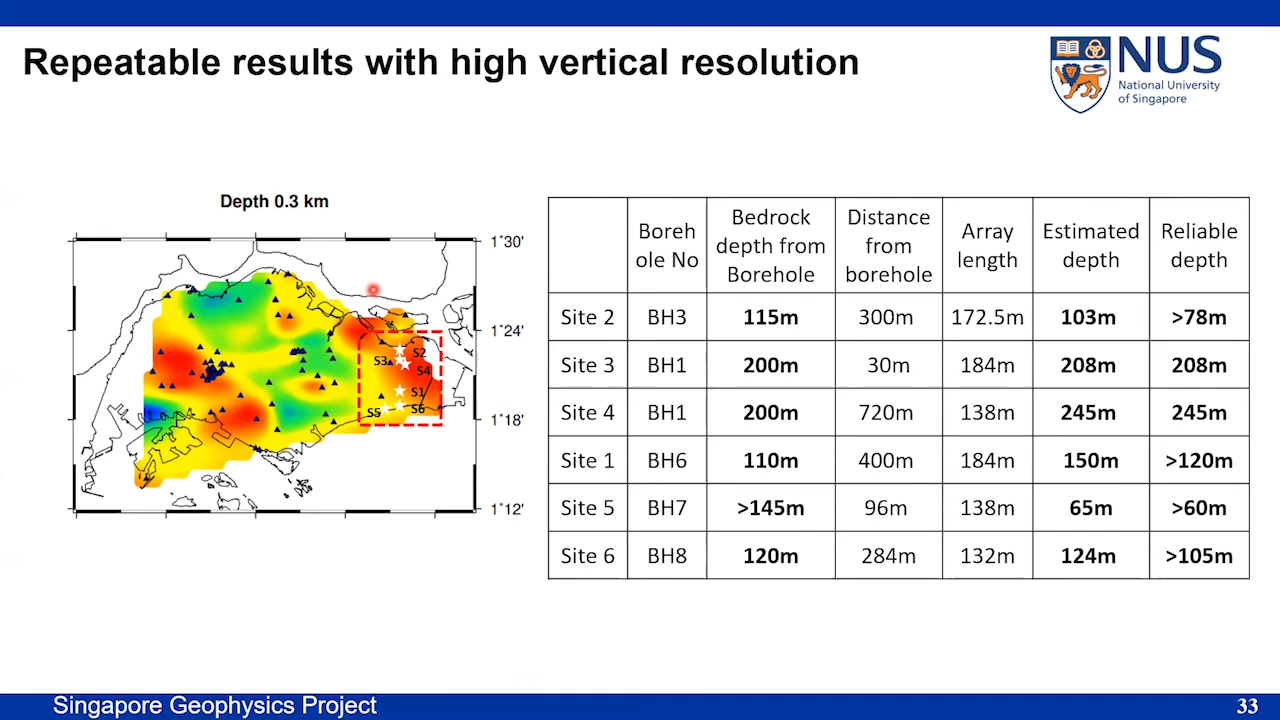 Repeatable results with high vertical resolution
NUS
National University
of Singapore
Depth 0.3 km
1°30'
1°24'
1°18'
1°12'
S2
S3
S4
S1
S5
S6
Boreh
ole No
Bedrock
depth from
Borehole
Distance
from
borehole
Array
length
Estimated
depth
Reliable
depth
Site 2 BH3 115m 300m 172.5m 103m >78m
Site 3 BH1 200m 30m 184m 208m 208m
Site 4 BH1 200m 720m 138m 245m 245m
Site 1 BH6 110m 400m 184m 150m >120m
Site 5 BH7 >145m 96m 138m 65m >60m
Site 6 BH8 120m 284m 132m 124m >105m
Singapore Geophysics Project
33